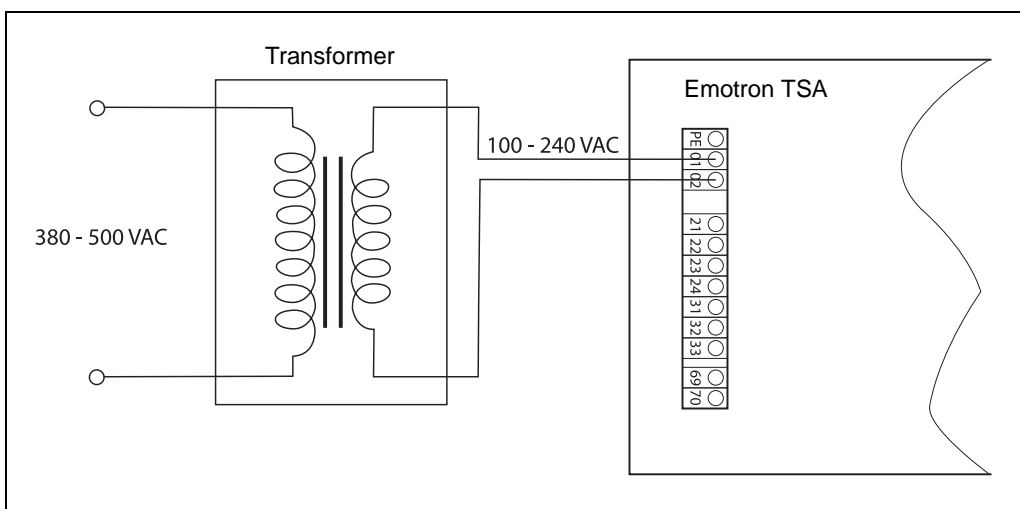 Transformer
Emotron TSA
100 - 240 VAC
380 - 500 VAC
PE
01
02
21
22
23
24
31
32
33
69
70